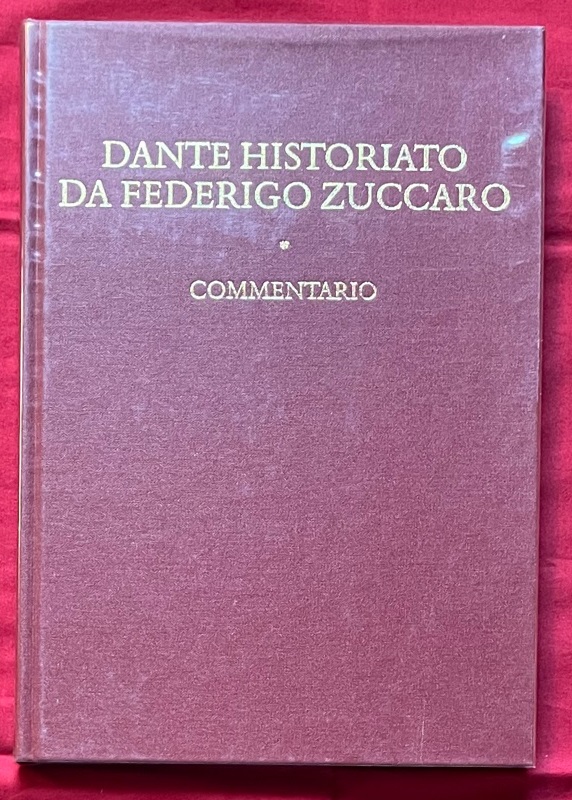 DANTE HISTORIATO
DA FEDERIGO ZUCCARO
COMMENTARIO